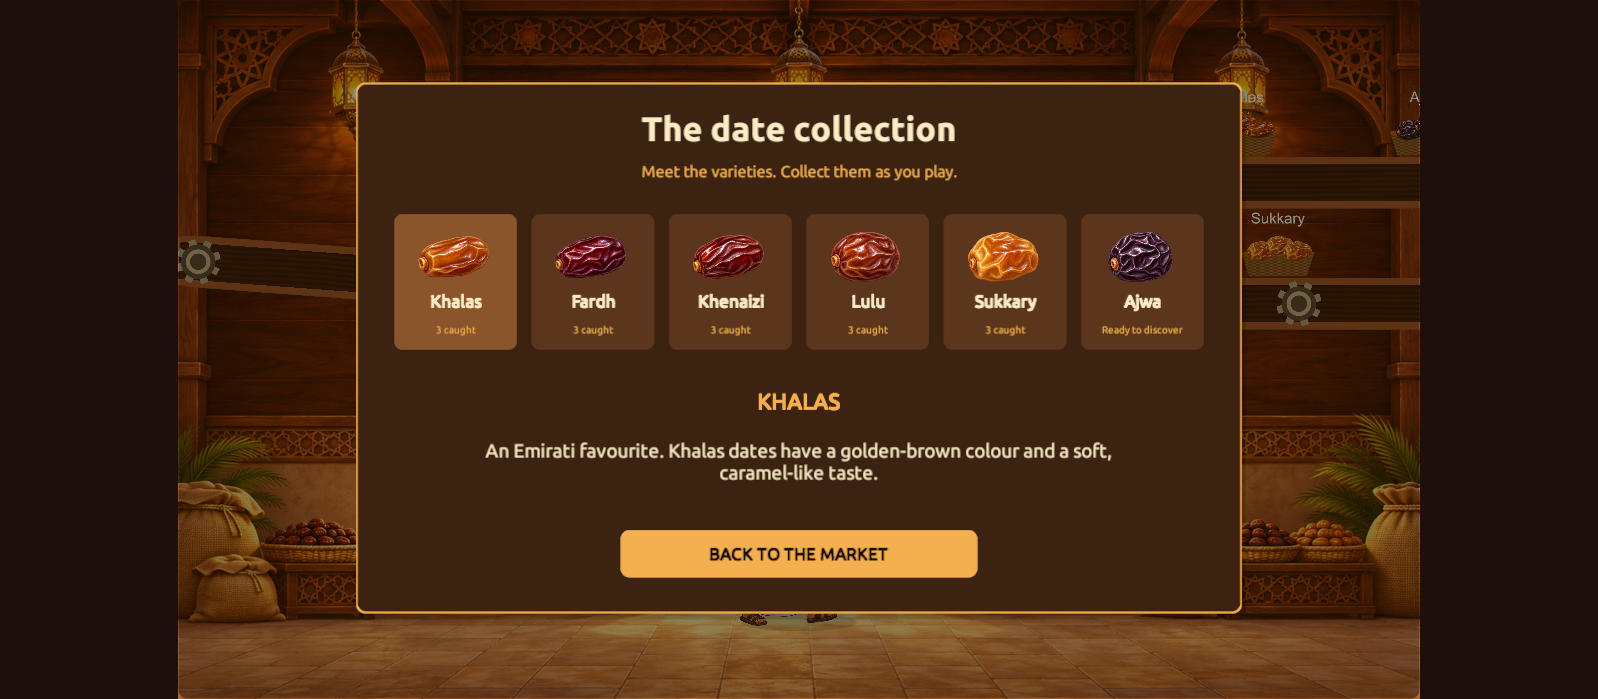 The date collection
Meet the varieties. Collect them as you play.
Khalas
3 caught
Fardh
3 caught
Khenaizi
3 caught
Lulu
3 caught
Sukkary
3 caught
Ajwa
Ready to discover
KHALAS
An Emirati favourite. Khalas dates have a golden-brown colour and a soft,
caramel-like taste.
BACK TO THE MARKET
Sukkary